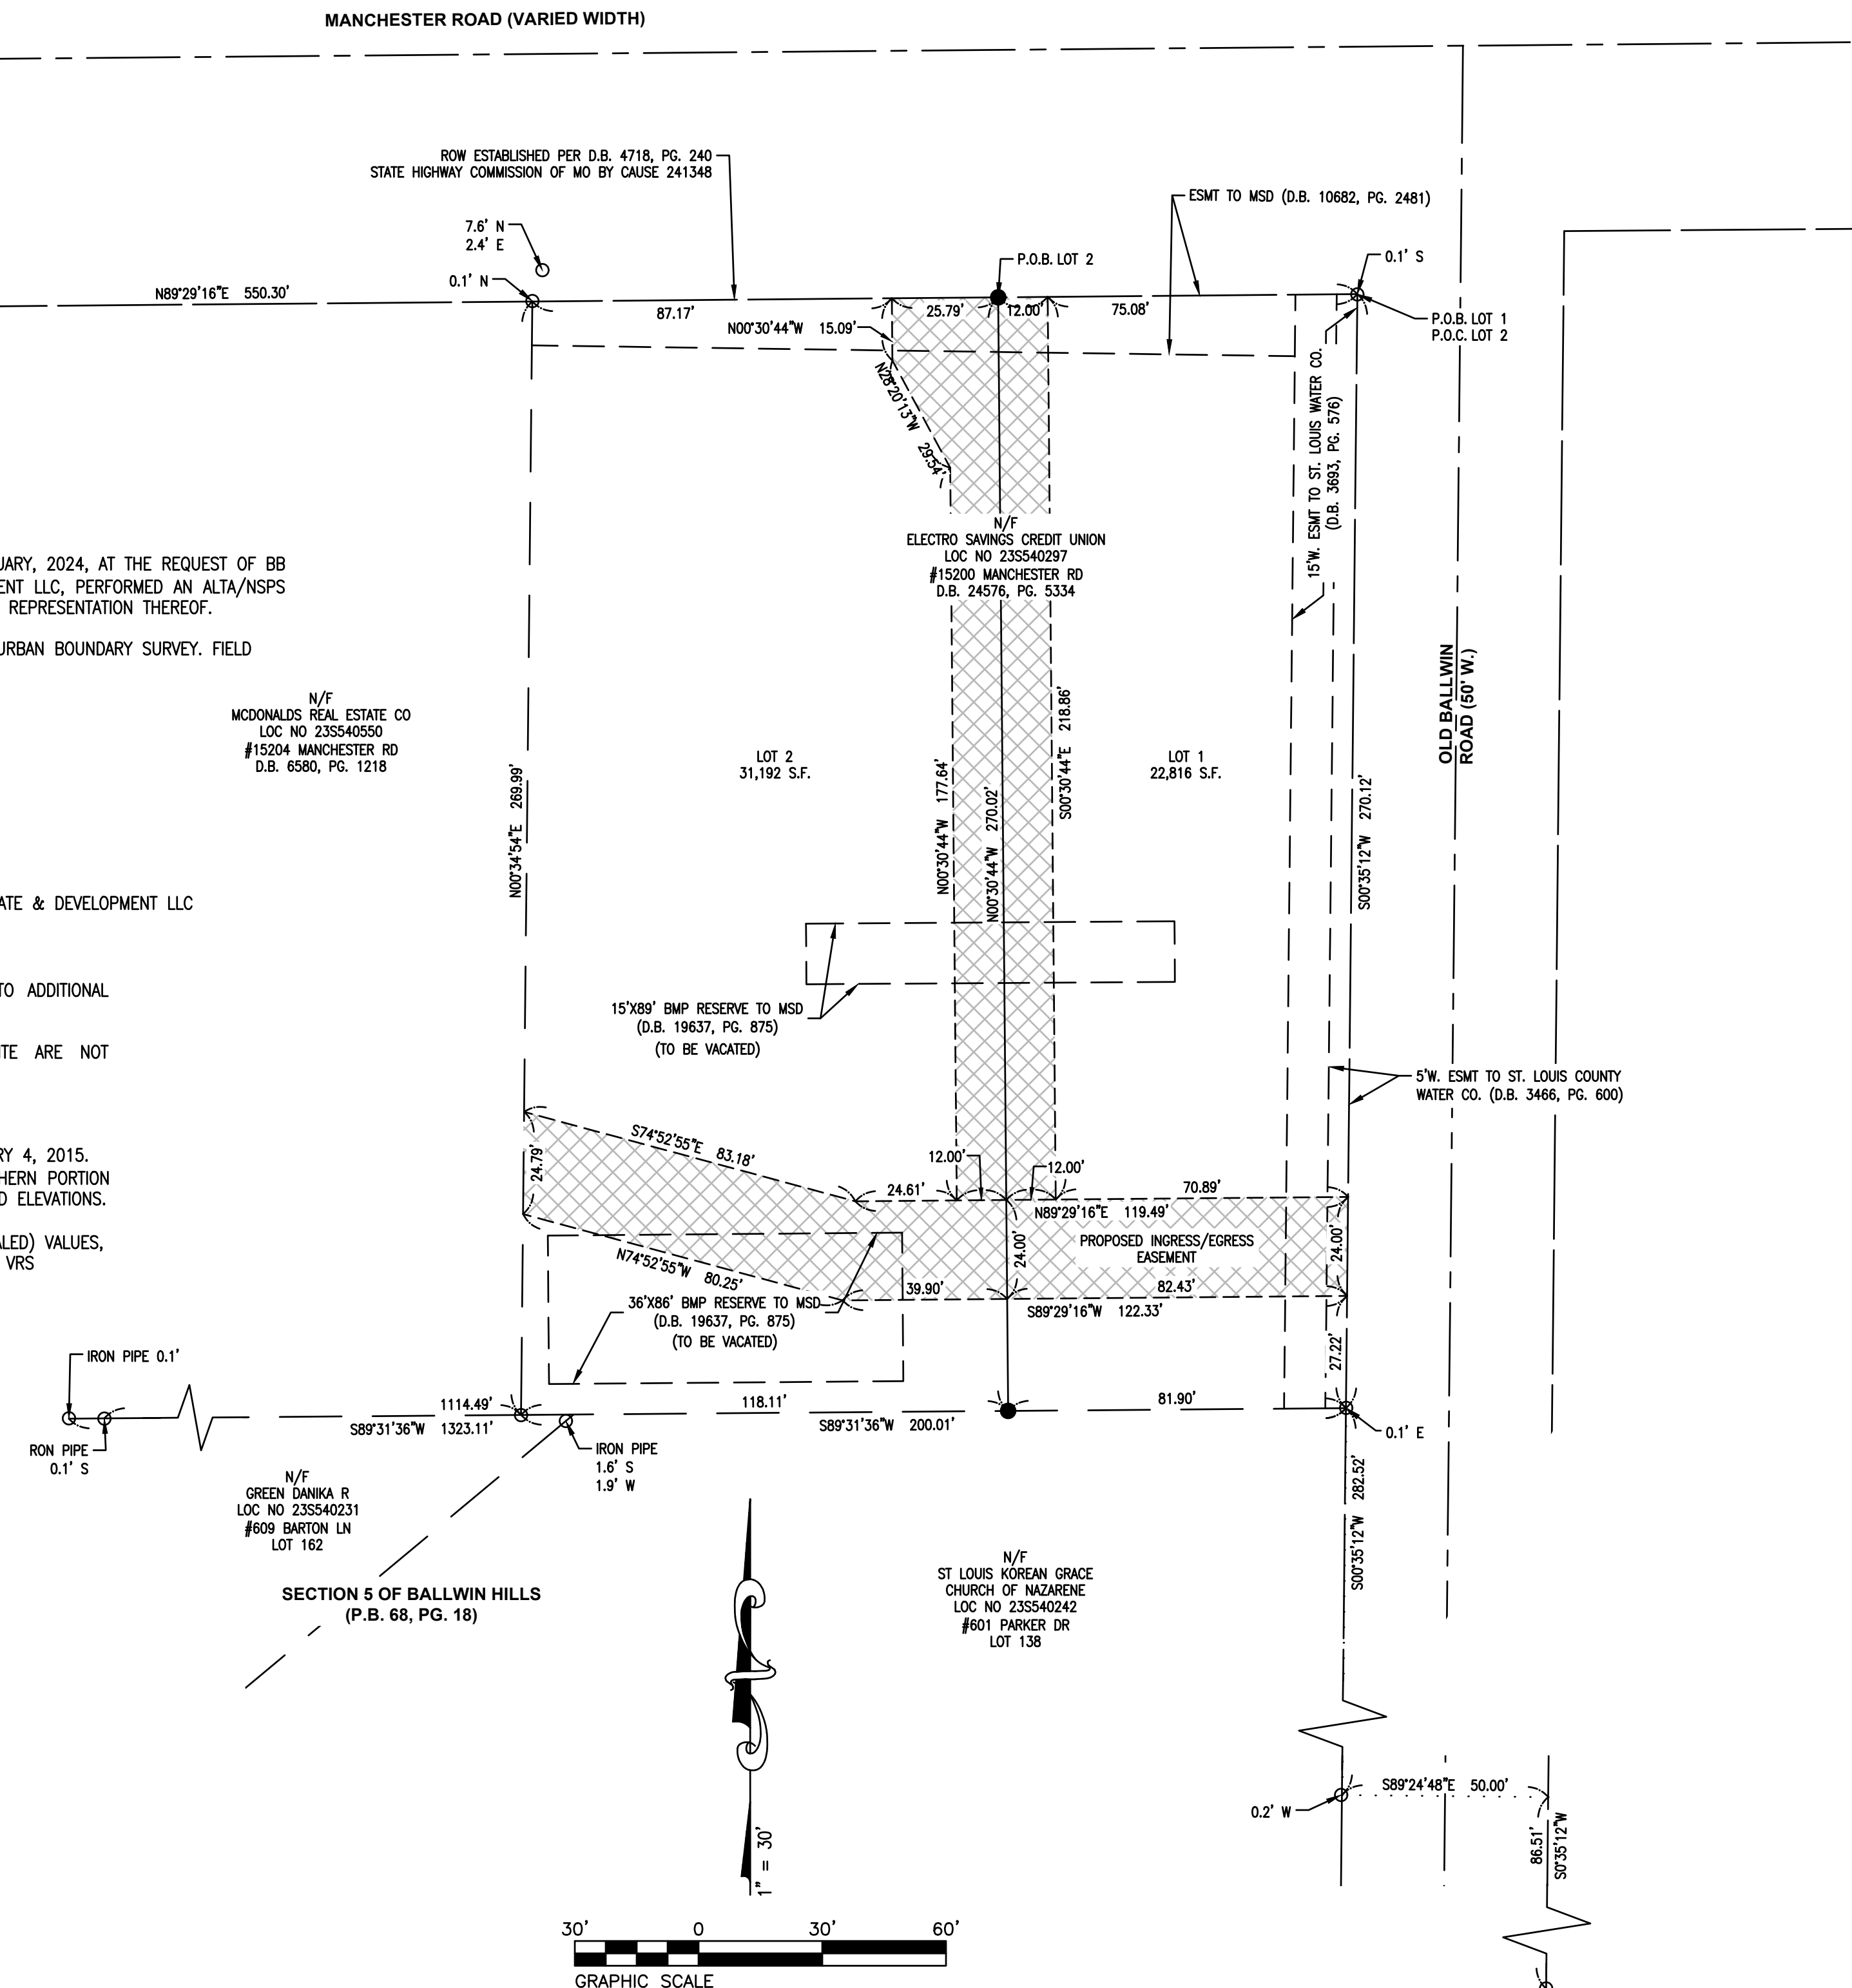 MANCHESTER ROAD (VARIED WIDTH)
ROW ESTABLISHED PER D.B. 4718, PG. 240
STATE HIGHWAY COMMISSION OF MO BY CAUSE 241348
ESMT TO MSD (D.B. 10682, PG. 2481)
7.6' N
2.4' E
0.1' N
P.O.B. LOT 2
0.1' S
N89°29'16"E 550.30'
87.17'
25.79'
12.00'
75.08'
N00°30'44"W 15.09'
P.O.B. LOT 1
P.O.C. LOT 2
N28°20'13"W 29.54'
15'W. ESMT TO ST. LOUIS WATER CO.
(D.B. 3693, PG. 576)
N/F
ELECTRO SAVINGS CREDIT UNION
LOC NO 23S540297
#15200 MANCHESTER RD
D.B. 24576, PG. 5334
UARY, 2024, AT THE REQUEST OF BB
ENT LLC, PERFORMED AN ALTA/NSPS
REPRESENTATION THEREOF.
URBAN BOUNDARY SURVEY. FIELD
N/F
MCDONALDS REAL ESTATE CO
LOC NO 23S540550
#15204 MANCHESTER RD
D.B. 6580, PG. 1218
OLD BALLWIN
ROAD (50' W.)
LOT 2
31,192 S.F.
LOT 1
22,816 S.F.
N00°34'54"E 269.99'
N00°30'44"W 177.64'
N00°30'44"W 270.02'
S00°30'44"E 218.86'
S00°35'12"W 270.12'
ATE & DEVELOPMENT LLC
TO ADDITIONAL
ITE ARE NOT
15'X89' BMP RESERVE TO MSD
(D.B. 19637, PG. 875)
(TO BE VACATED)
5'W. ESMT TO ST. LOUIS COUNTY
WATER CO. (D.B. 3466, PG. 600)
RY 4, 2015.
HERN PORTION
D ELEVATIONS.
ALED) VALUES,
VRS
S74°52'55"E 83.18'
24.79'
12.00'
12.00'
24.61'
70.89'
N89°29'16"E 119.49'
24.00'
PROPOSED INGRESS/EGRESS
EASEMENT
24.00'
N74°52'55"W 80.25'
39.90'
82.43'
S89°29'16"W 122.33'
36'X86' BMP RESERVE TO MSD
(D.B. 19637, PG. 875)
(TO BE VACATED)
27.22'
IRON PIPE 0.1'
1114.49'
S89°31'36"W 1323.11'
118.11'
S89°31'36"W 200.01'
81.90'
0.1' E
RON PIPE
0.1' S
IRON PIPE
1.6' S
1.9' W
N/F
GREEN DANIKA R
LOC NO 23S540231
#609 BARTON LN
LOT 162
S00°35'12"W 282.52'
N/F
ST LOUIS KOREAN GRACE
CHURCH OF NAZARENE
LOC NO 23S540242
#601 PARKER DR
LOT 138
SECTION 5 OF BALLWIN HILLS
(P.B. 68, PG. 18)
S89°24'48"E 50.00'
0.2' W
86.51'
S0°35'12"W
1" = 30'
30' 0 30' 60'
GRAPHIC SCALE